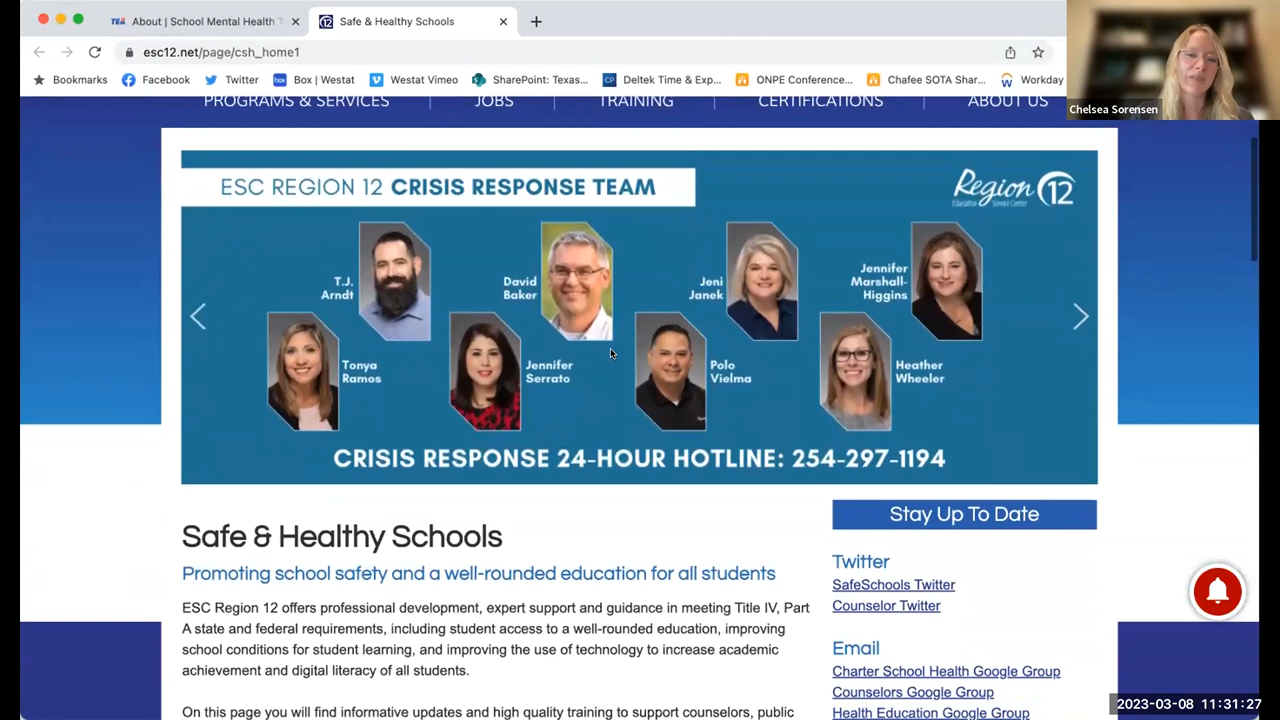 TEA About | School Mental Health T
12 Safe & Healthy Schools
esc12.net/page/csh_home1
Bookmarks Facebook Twitter Box | Westat Westat Vimeo SharePoint: Texas... Deltek Time & Exp... ONPE Conference... Chafee SOTA Shar... Workday
Chelsea Sorensen
PROGRAMS & SERVICES JOBS TRAINING CERTIFICATIONS ABOUT US
ESC REGION 12 CRISIS RESPONSE TEAM
Region 12
Education Service Center
T.J.
Arndt
David
Baker
Jeni
Janek
Jennifer
Marshall-
Higgins
Tonya
Ramos
Jennifer
Serrato
Polo
Vielma
Heather
Wheeler
CRISIS RESPONSE 24-HOUR HOTLINE: 254-297-1194
Safe & Healthy Schools
Promoting school safety and a well-rounded education for all students
ESC Region 12 offers professional development, expert support and guidance in meeting Title IV, Part
A state and federal requirements, including student access to a well-rounded education, improving
school conditions for student learning, and improving the use of technology to increase academic
achievement and digital literacy of all students.
On this page you will find informative updates and high quality training to support counselors, public
Stay Up To Date
Twitter
SafeSchools Twitter
Counselor Twitter
Email
Charter School Health Google Group
Counselors Google Group
Health Education Google Group
2023-03-08 11:31:27